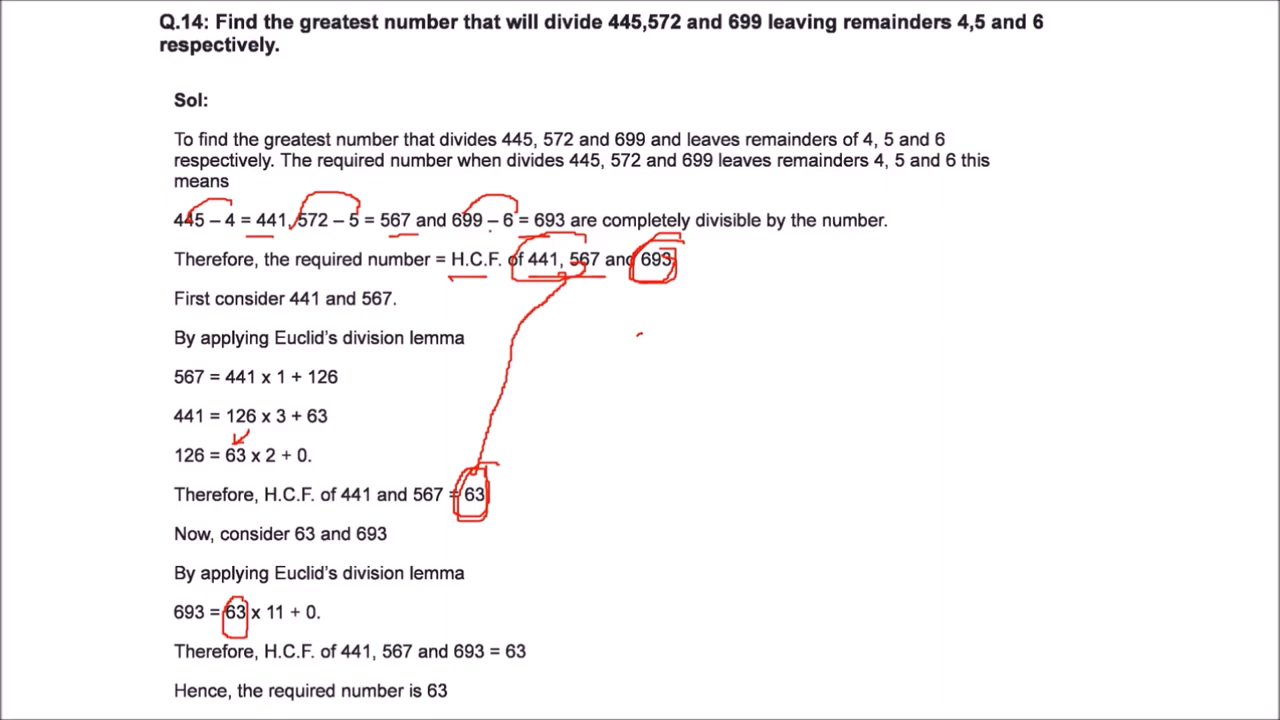 Q.14: Find the greatest number that will divide 445,572 and 699 leaving remainders 4,5 and 6
respectively.
Sol:
To find the greatest number that divides 445, 572 and 699 and leaves remainders of 4, 5 and 6
respectively. The required number when divides 445, 572 and 699 leaves remainders 4, 5 and 6 this
means
445 – 4 = 441, 572 – 5 = 567 and 699 – 6 = 693 are completely divisible by the number.
Therefore, the required number = H.C.F. of 441, 567 and 693
First consider 441 and 567.
By applying Euclid’s division lemma
567 = 441 x 1 + 126
441 = 126 x 3 + 63
126 = 63 x 2 + 0.
Therefore, H.C.F. of 441 and 567 = 63
Now, consider 63 and 693
By applying Euclid’s division lemma
693 = 63 x 11 + 0.
Therefore, H.C.F. of 441, 567 and 693 = 63
Hence, the required number is 63